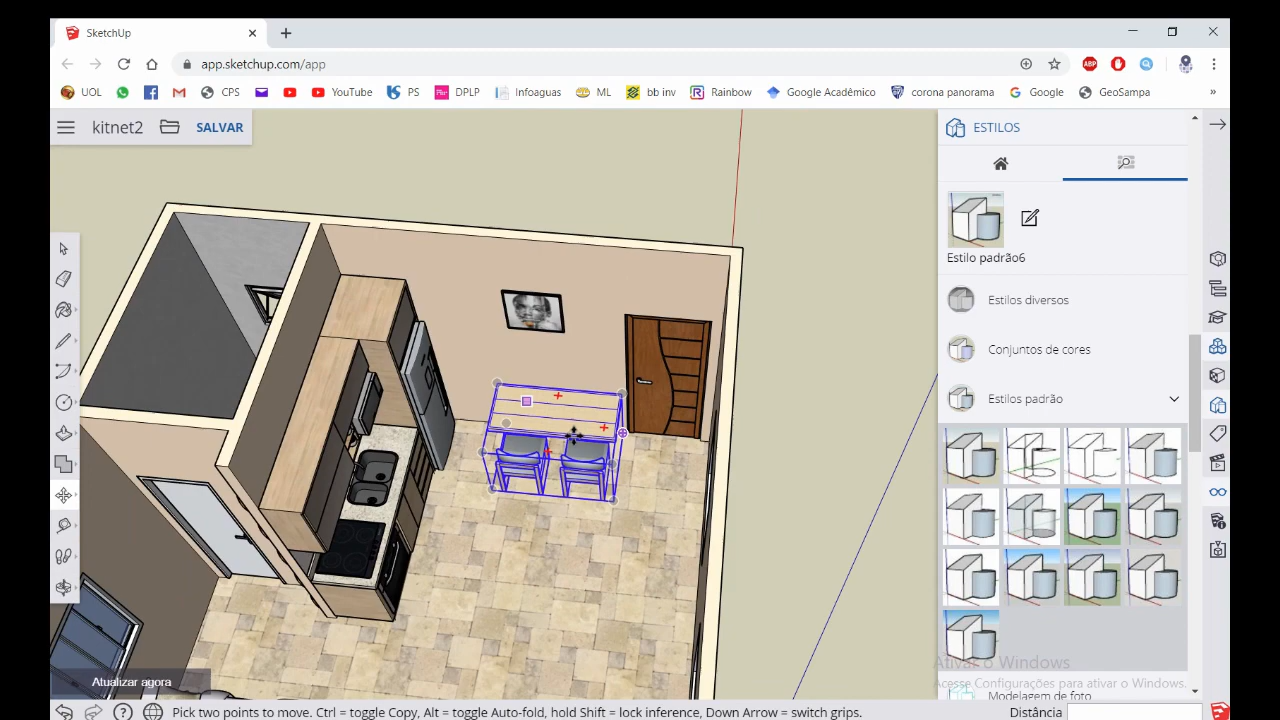 SketchUp
app.sketchup.com/app
ABP
UOL CPS YouTube PS DPLP Infoaguas ML bb inv Rainbow Google Acadêmico corona panorama Google GeoSampa »
kitnet2 SALVAR
ESTILOS
Estilo padrão6
Estilos diversos
Conjuntos de cores
Estilos padrão
Ativar o Windows
Acesse Configurações para ativar o Windows.
Modelagem de foto
Atualizar agora
Pick two points to move. Ctrl = toggle Copy, Alt = toggle Auto-fold, hold Shift = lock inference, Down Arrow = switch grips. Distância